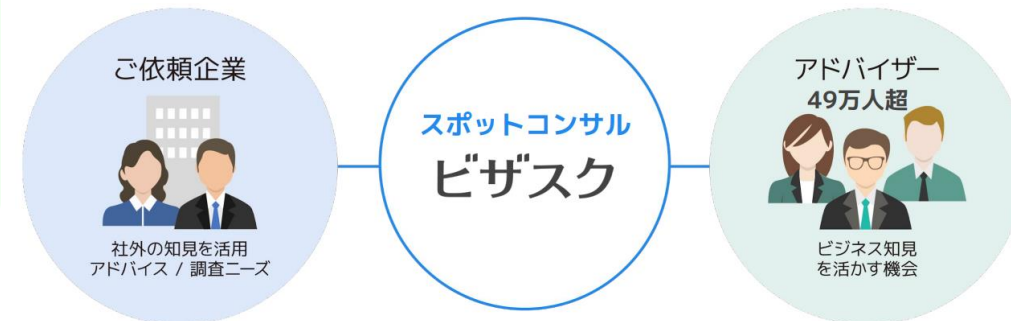 ご依頼企業
社外の知見を活用
アドバイス / 調査ニーズ
スポットコンサル
ビザスク
アドバイザー
49万人超
ビジネス知見
を活かす機会